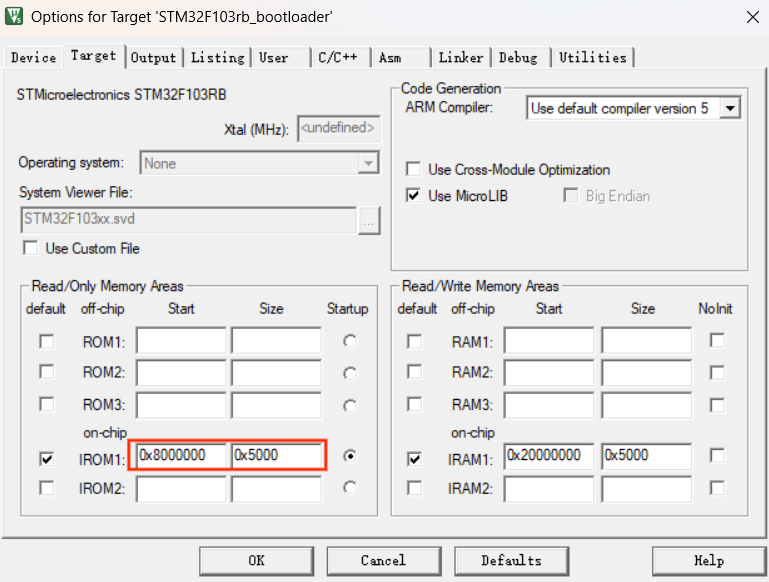 Options for Target 'STM32F103rb_bootloader'
Device Target Output Listing User C/C++ Asm Linker Debug Utilities
STMicroelectronics STM32F103RB
Xtal (MHz): <undefined>
Operating system: None
System Viewer File:
STM32F103xx.svd ...
Use Custom File
Code Generation
ARM Compiler: Use default compiler version 5
Use Cross-Module Optimization
Use MicroLIB Big Endian
Read/Only Memory Areas
default off-chip Start Size Startup
ROM1:
ROM2:
ROM3:
on-chip
IROM1: 0x8000000 0x5000
IROM2:
Read/Write Memory Areas
default off-chip Start Size NoInit
RAM1:
RAM2:
RAM3:
on-chip
IRAM1: 0x20000000 0x5000
IRAM2:
OK Cancel Defaults Help